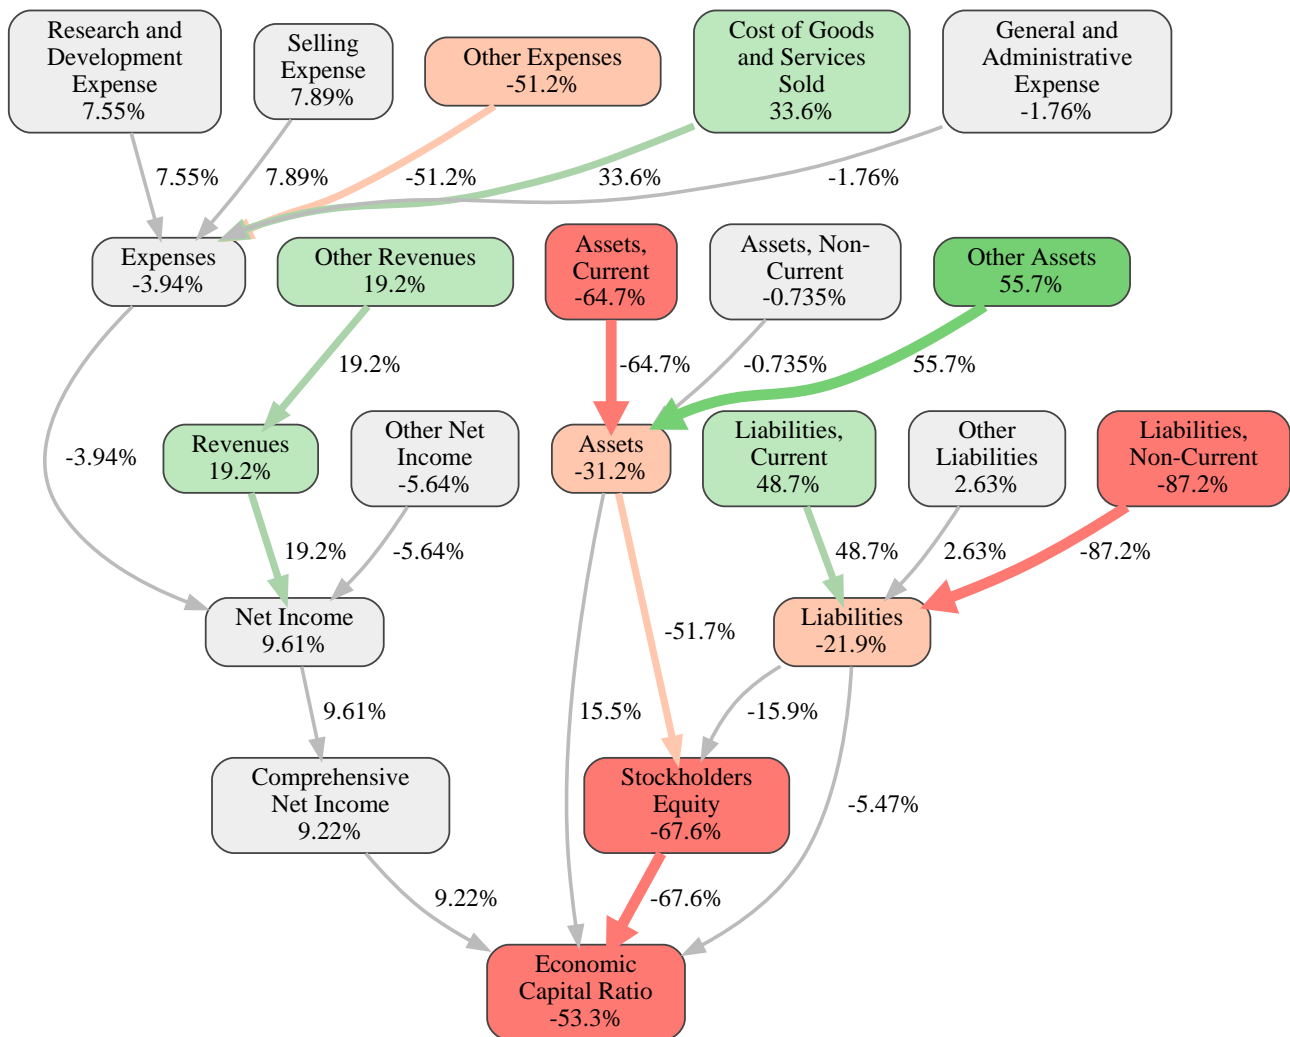 Research and
Development
Expense
7.55%
Selling
Expense
7.89%
Other Expenses
-51.2%
Cost of Goods
and Services
Sold
33.6%
General and
Administrative
Expense
-1.76%
7.55%
7.89%
-51.2%
33.6%
-1.76%
Expenses
-3.94%
Other Revenues
19.2%
Assets,
Current
-64.7%
Assets, Non-
Current
-0.735%
Other Assets
55.7%
19.2%
-64.7%
-0.735%
55.7%
-3.94%
Revenues
19.2%
Other Net
Income
-5.64%
Assets
-31.2%
Liabilities,
Current
48.7%
Other
Liabilities
2.63%
Liabilities,
Non-Current
-87.2%
19.2%
-5.64%
48.7%
2.63%
-87.2%
Net Income
9.61%
-51.7%
Liabilities
-21.9%
9.61%
15.5%
-15.9%
Comprehensive
Net Income
9.22%
Stockholders
Equity
-67.6%
-5.47%
9.22%
-67.6%
Economic
Capital Ratio
-53.3%